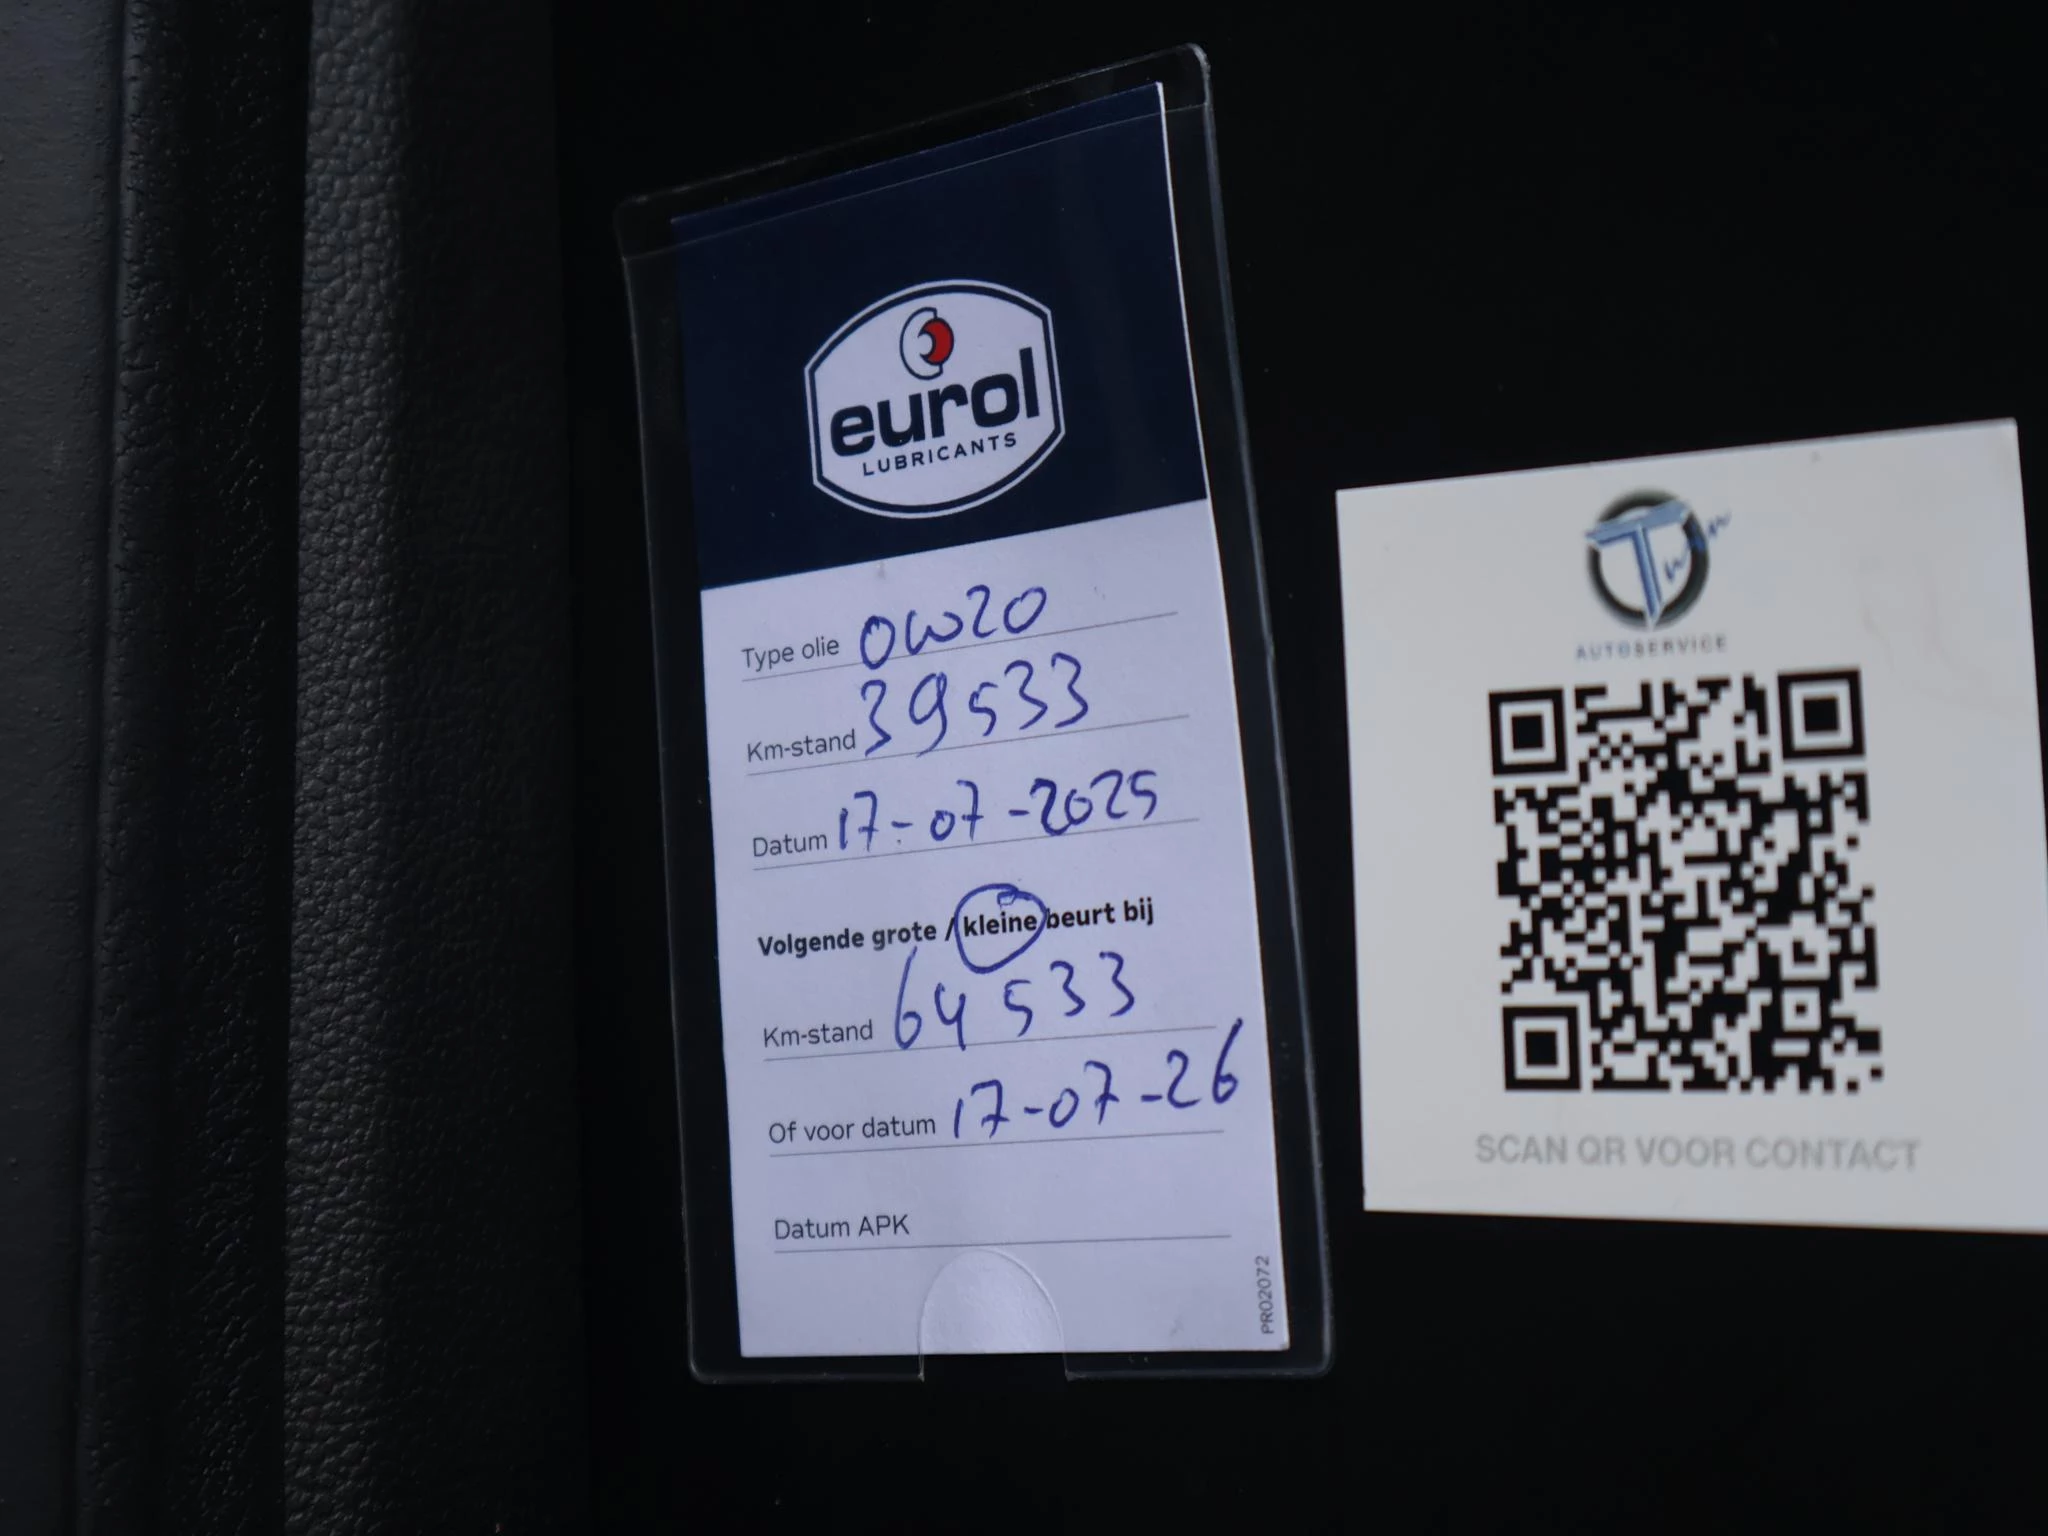 eurol
LUBRICANTS
Type olie 0W20
Km-stand 39533
Datum 17-07-2025
Volgende grote / kleine beurt bij
Km-stand 64533
Of voor datum 17-07-26
Datum APK
PRO2072
AUTOSERVICE
SCAN QR VOOR CONTACT